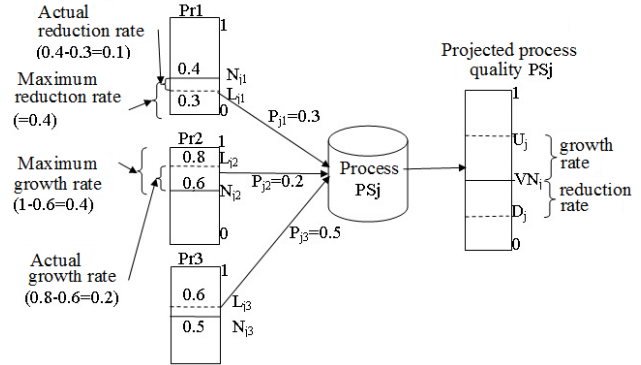 Actual
reduction rate
(0.4-0.3=0.1)
Maximum
reduction rate
(=0.4)
Pr1
1
0.4
Nj1
0.3
Lj1
0
Pj1=0.3
Maximum
growth rate
(1-0.6=0.4)
Pr2
1
0.8
Lj2
0.6
Nj2
0
Pj2=0.2
Actual
growth rate
(0.8-0.6=0.2)
Pr3
1
0.6
Lj3
0.5
Nj3
Pj3=0.5
Process
PSj
Projected process
quality PSj
1
Uj
growth
rate
VNj
reduction
rate
Dj
0